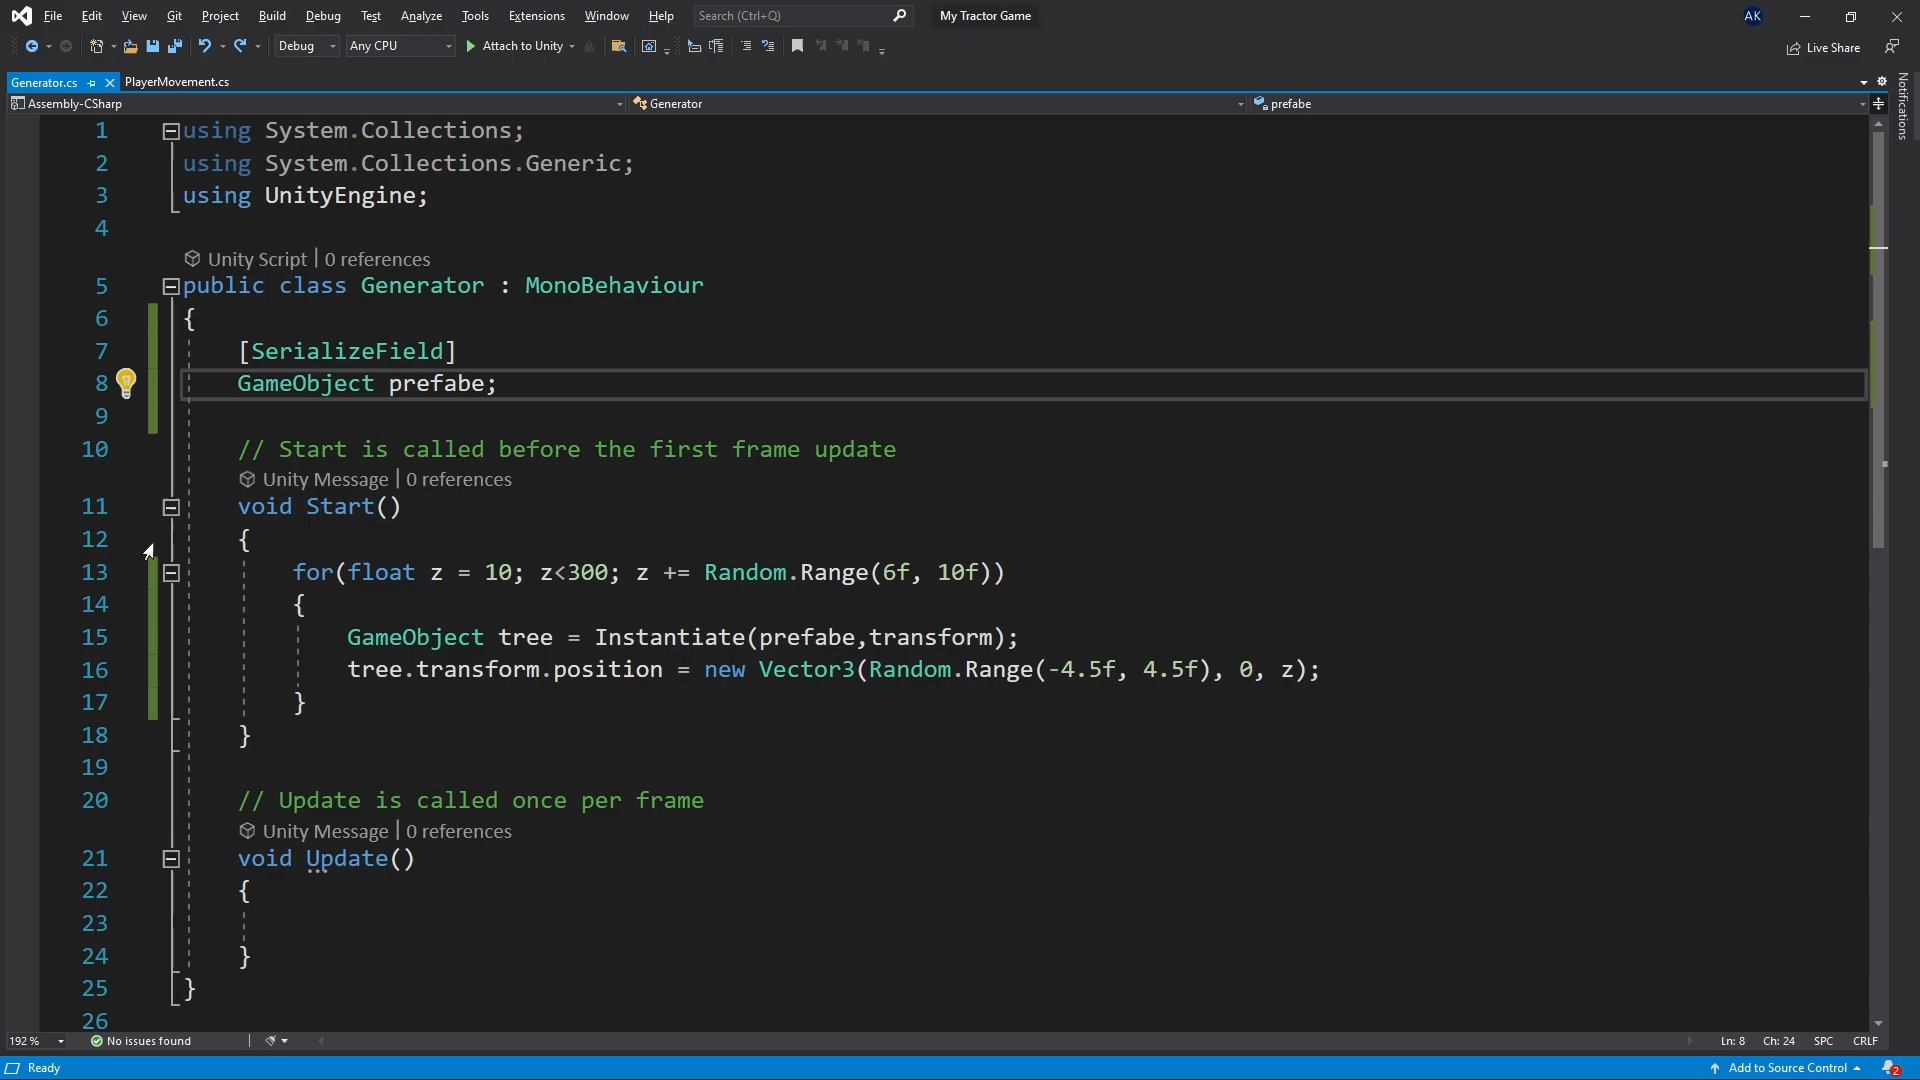 File Edit View Git Project Build Debug Test Analyze Tools Extensions Window Help Search (Ctrl+Q) My Tractor Game AK
Debug Any CPU Attach to Unity Live Share
Generator.cs PlayerMovement.cs
Notifications
Assembly-CSharp Generator prefabe
1 using System.Collections;
2 using System.Collections.Generic;
3 using UnityEngine;
4
Unity Script | 0 references
5 public class Generator : MonoBehaviour
6 {
7 [SerializeField]
8 GameObject prefabe;
9
10 // Start is called before the first frame update
Unity Message | 0 references
11 void Start()
12 {
13 for(float z = 10; z<300; z += Random.Range(6f, 10f))
14 {
15 GameObject tree = Instantiate(prefabe,transform);
16 tree.transform.position = new Vector3(Random.Range(-4.5f, 4.5f), 0, z);
17 }
18 }
19
20 // Update is called once per frame
Unity Message | 0 references
21 void Update()
22 {
23
24 }
25 }
26
192 % No issues found Ln: 8 Ch: 24 SPC CRLF
Ready Add to Source Control 2